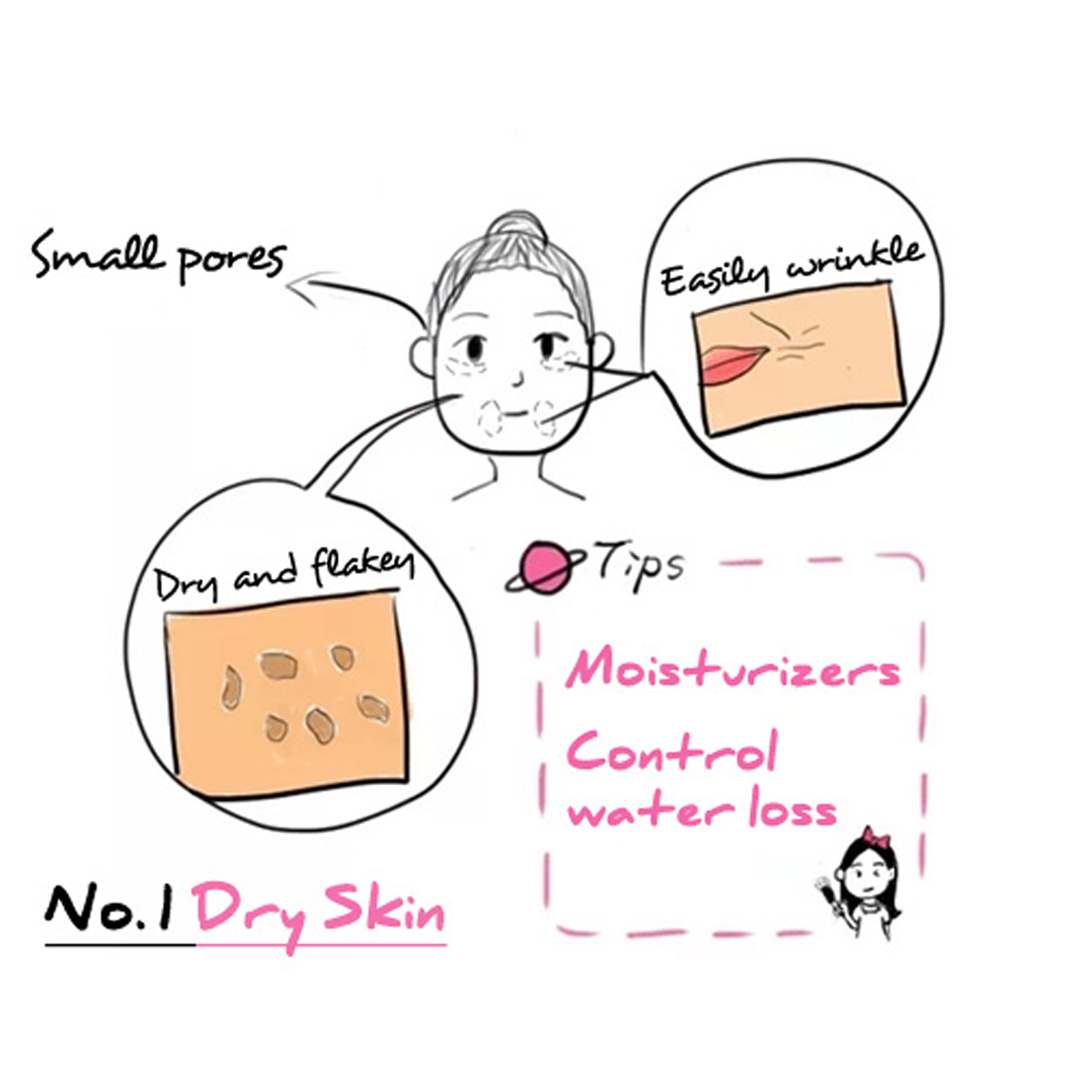 Small pores
Easily wrinkle
Dry and flakey
Tips
Moisturizers
Control
water loss
No.1 Dry Skin